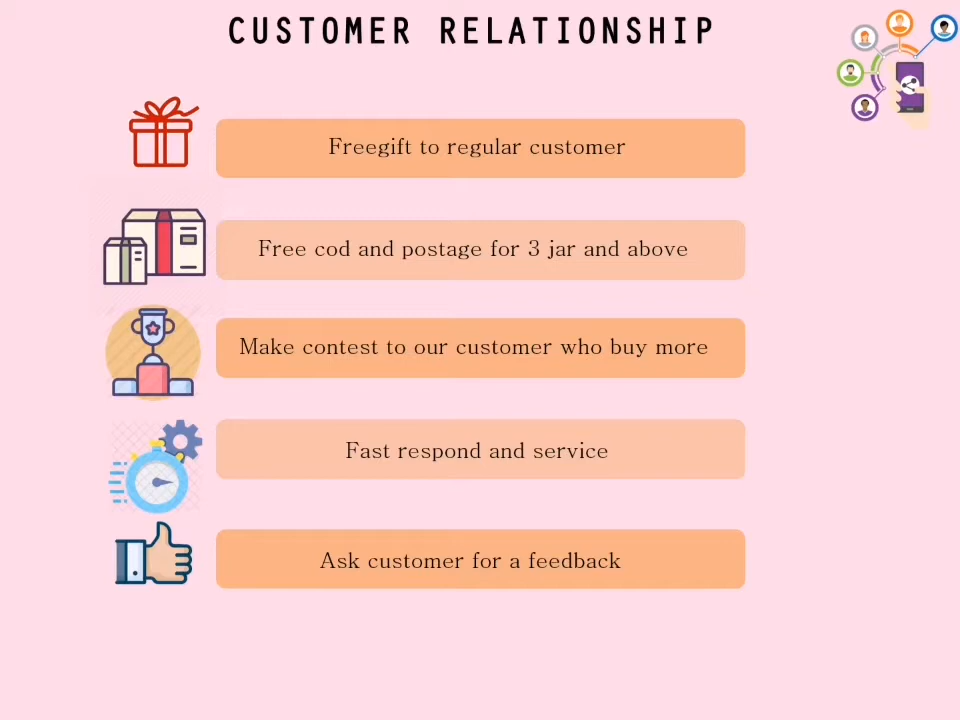 CUSTOMER RELATIONSHIP
Freegift to regular customer
Free cod and postage for 3 jar and above
Make contest to our customer who buy more
Fast respond and service
Ask customer for a feedback